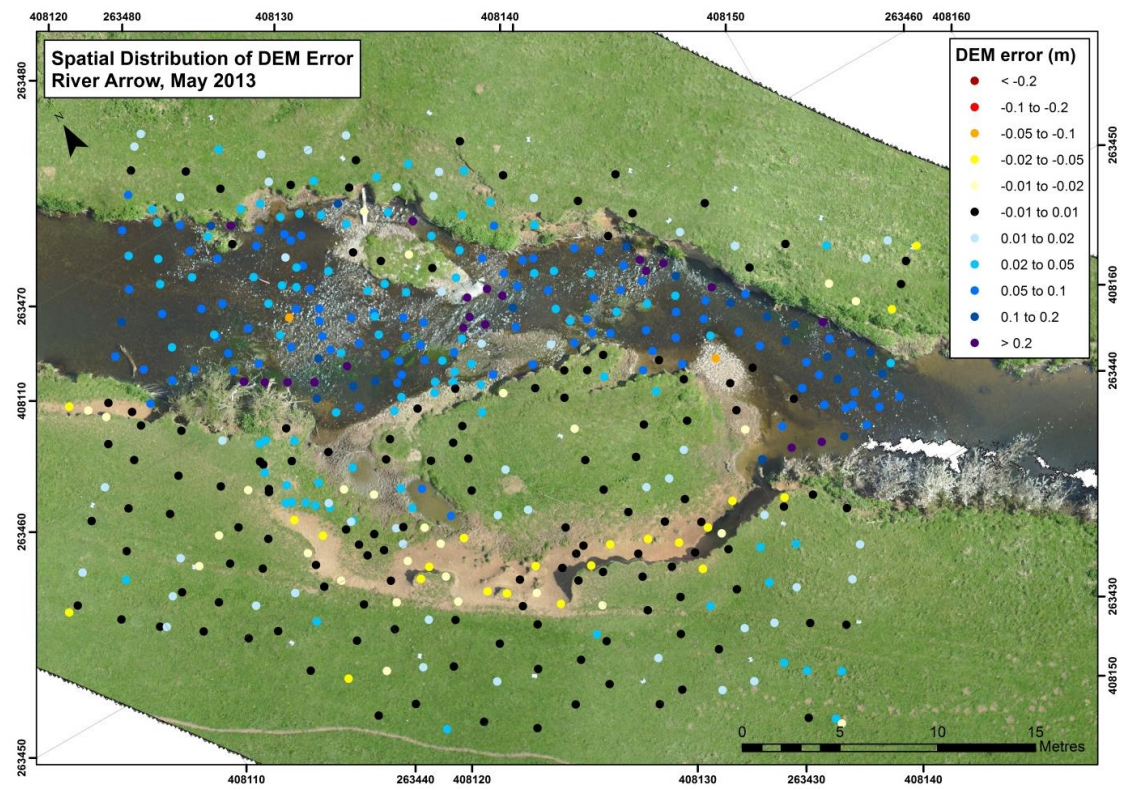 408120
263480
408130
408140
408150
263460
408160
Spatial Distribution of DEM Error
River Arrow, May 2013
DEM error (m)
< -0.2
-0.1 to -0.2
-0.05 to -0.1
-0.02 to -0.05
-0.01 to -0.02
-0.01 to 0.01
0.01 to 0.02
0.02 to 0.05
0.05 to 0.1
0.1 to 0.2
> 0.2
N
263480
263470
408110
263460
263450
263450
408160
263440
263430
408150
0 5 10 15
Metres
408110
263440
408120
408130
263430
408140